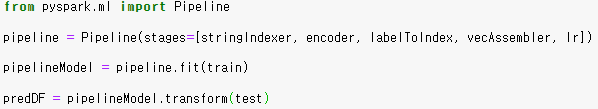 from pyspark.ml import Pipeline
pipeline = Pipeline(stages=[stringIndexer, encoder, labelToIndex, vecAssembler, lr])
pipelineModel = pipeline.fit(train)
predDF = pipelineModel.transform(test)